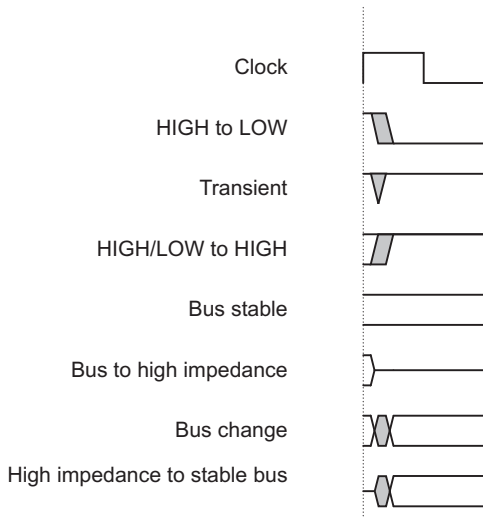 Clock
HIGH to LOW
Transient
HIGH/LOW to HIGH
Bus stable
Bus to high impedance
Bus change
High impedance to stable bus